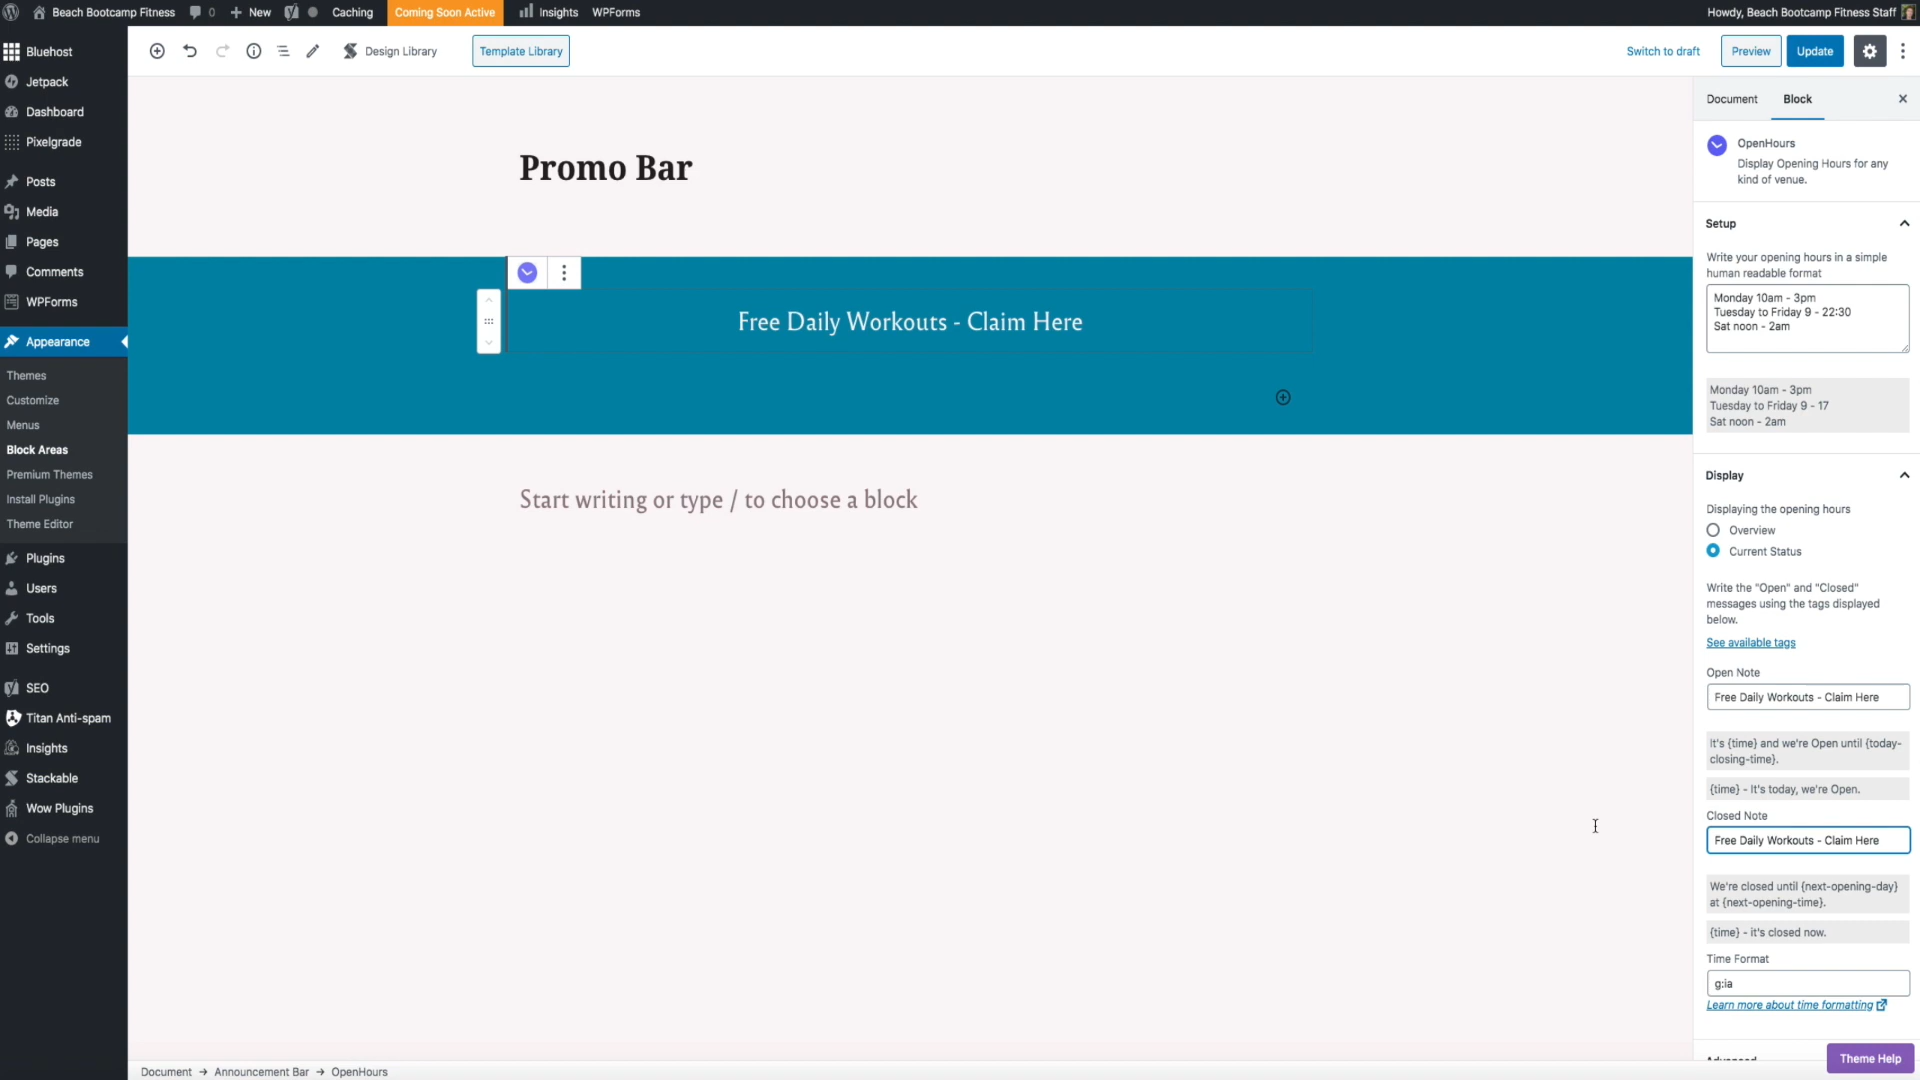 Beach Bootcamp Fitness 0 New Caching Coming Soon Active Insights WPForms Howdy, Beach Bootcamp Fitness Staff
Bluehost
Jetpack
Dashboard
Pixelgrade
Posts
Media
Pages
Comments
WPForms
Appearance
Themes
Customize
Menus
Block Areas
Premium Themes
Install Plugins
Theme Editor
Plugins
Users
Tools
Settings
SEO
Titan Anti-spam
Insights
Stackable
Wow Plugins
Collapse menu
Design Library Template Library Switch to draft Preview Update
Promo Bar
Free Daily Workouts - Claim Here
Start writing or type / to choose a block
Document Block
OpenHours
Display Opening Hours for any
kind of venue.
Setup
Write your opening hours in a simple
human readable format
Monday 10am - 3pm
Tuesday to Friday 9 - 22:30
Sat noon - 2am
Monday 10am - 3pm
Tuesday to Friday 9 - 17
Sat noon - 2am
Display
Displaying the opening hours
Overview
Current Status
Write the "Open" and "Closed"
messages using the tags displayed
below.
See available tags
Open Note
Free Daily Workouts - Claim Here
It's {time} and we're Open until {today-
closing-time}.
{time} - It's today, we're Open.
Closed Note
Free Daily Workouts - Claim Here
We're closed until {next-opening-day}
at {next-opening-time}.
{time} - it's closed now.
Time Format
g:ia
Learn more about time formatting
Advanced
Theme Help
Document → Announcement Bar → OpenHours